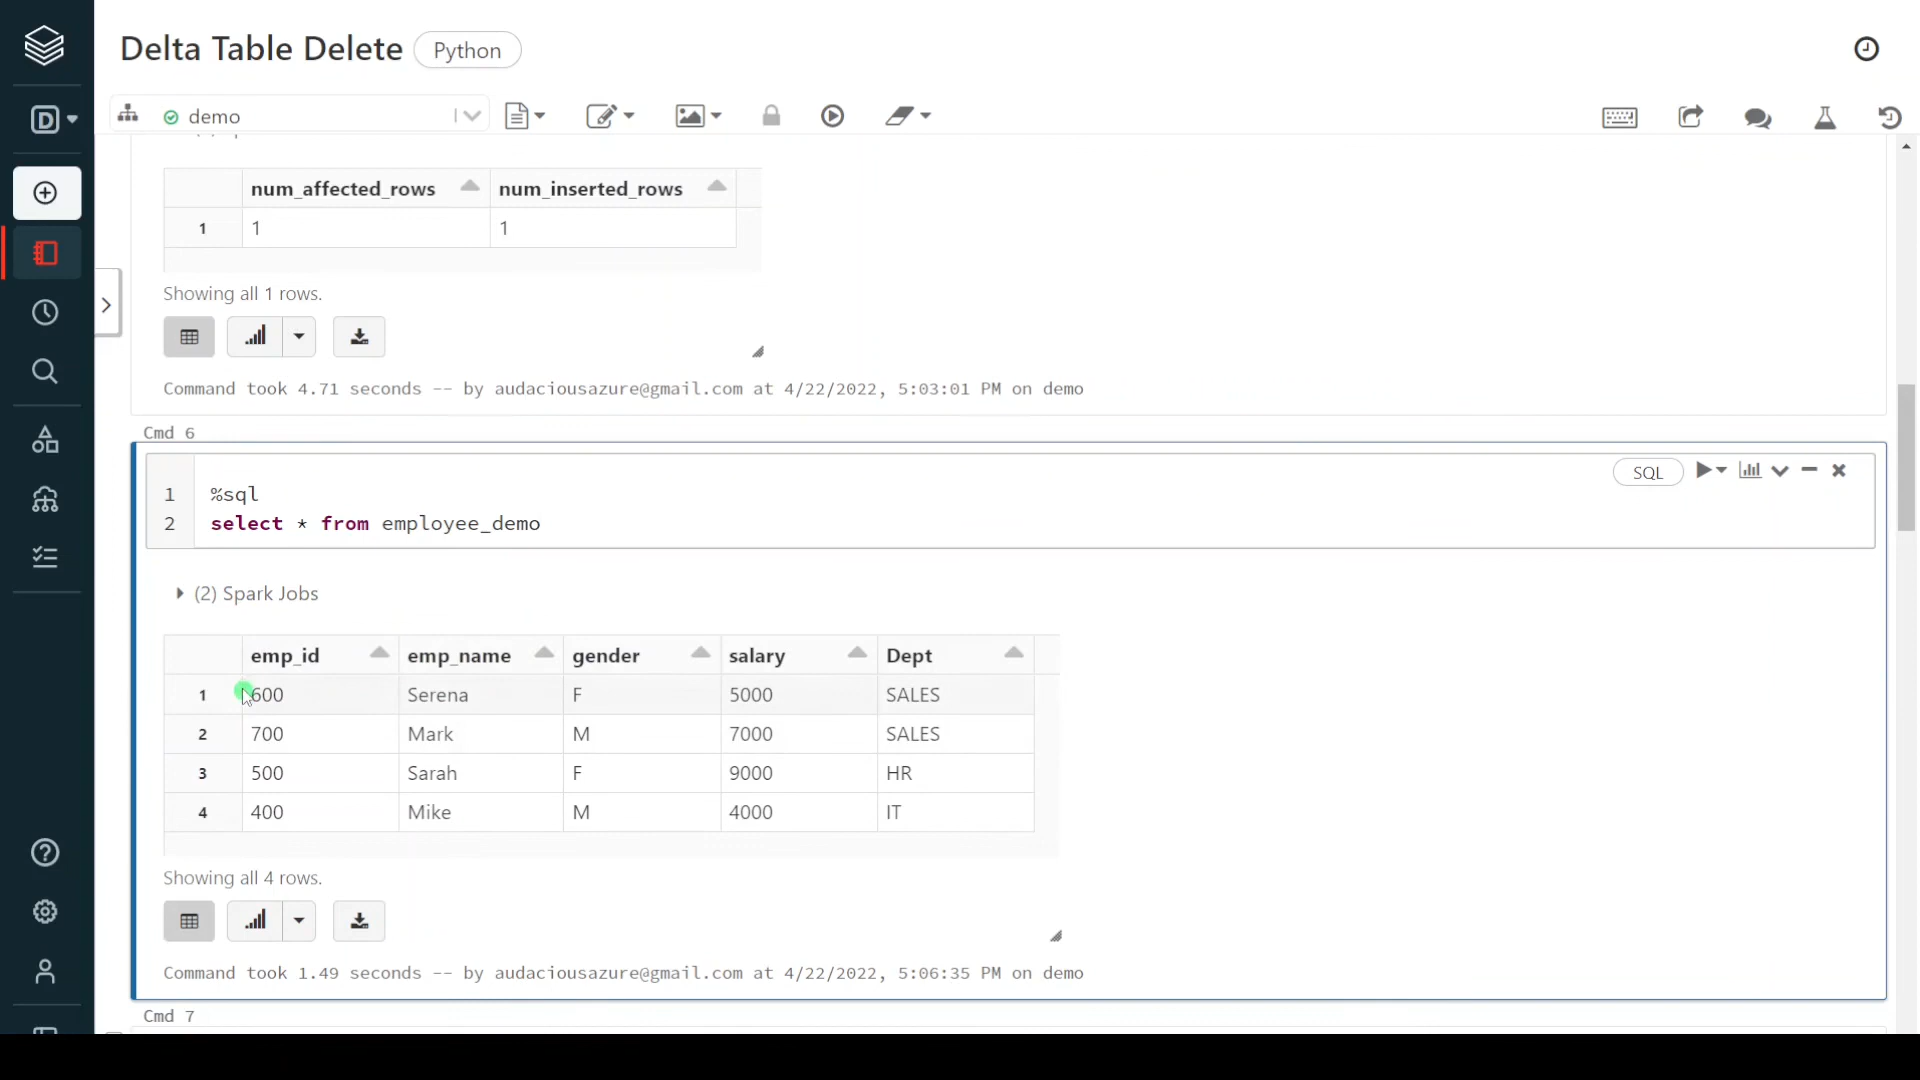 Delta Table Delete Python
demo
num_affected_rows num_inserted_rows
1 1 1
Showing all 1 rows.
Command took 4.71 seconds -- by audaciousazure@gmail.com at 4/22/2022, 5:03:01 PM on demo
Cmd 6
SQL
1 %sql
2 select * from employee_demo
(2) Spark Jobs
emp_id emp_name gender salary Dept
1 600 Serena F 5000 SALES
2 700 Mark M 7000 SALES
3 500 Sarah F 9000 HR
4 400 Mike M 4000 IT
Showing all 4 rows.
Command took 1.49 seconds -- by audaciousazure@gmail.com at 4/22/2022, 5:06:35 PM on demo
Cmd 7